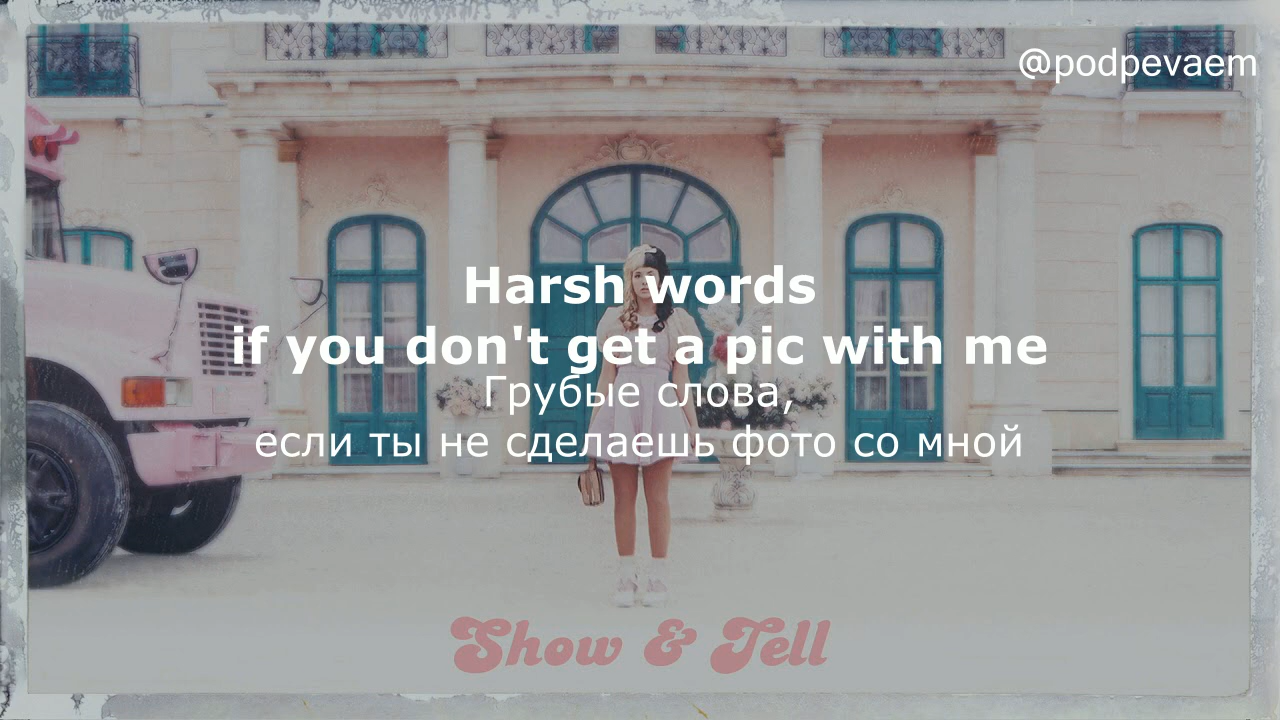 @podpevaem
Harsh words
if you don't get a pic with me
Грубые слова,
если ты не сделаешь фото со мной
Show & Tell